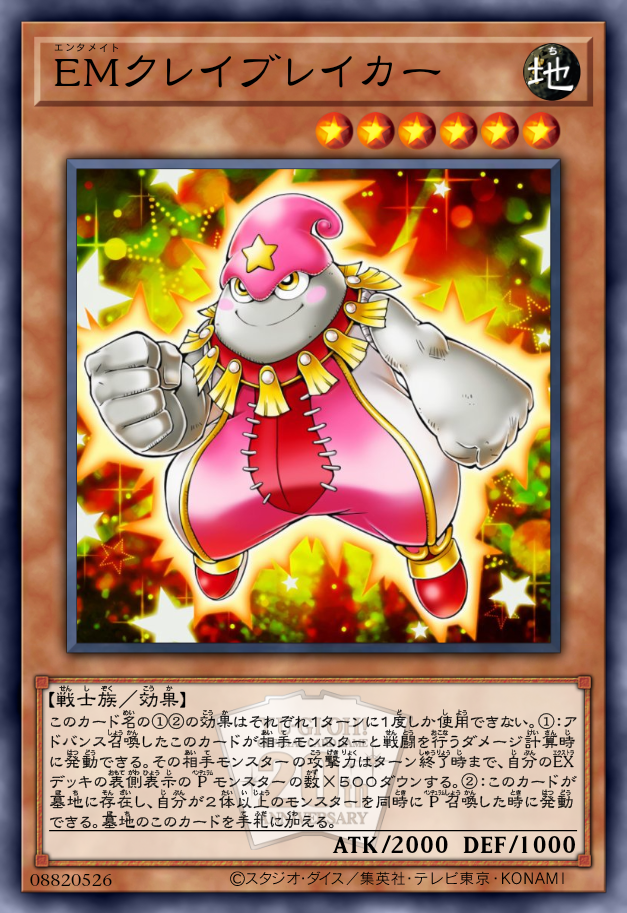 エンタメイト
EMクレイブレイカー
ち
地
【戦士族／効果】
このカード名の①②の効果はそれぞれ1ターンに1度しか使用できない。①：ア
ドバンス召喚したこのカードが相手モンスターと戦闘を行うダメージ計算時
に発動できる。その相手モンスターの攻撃力はターン終了時まで、自分のEX
デッキの表側表示のPモンスターの数×500ダウンする。②：このカードが
墓地に存在し、自分が2体以上のモンスターを同時にP召喚した時に発動
できる。墓地のこのカードを手札に加える。
ATK/2000 DEF/1000
08820526
©スタジオ・ダイス／集英社・テレビ東京・KONAMI